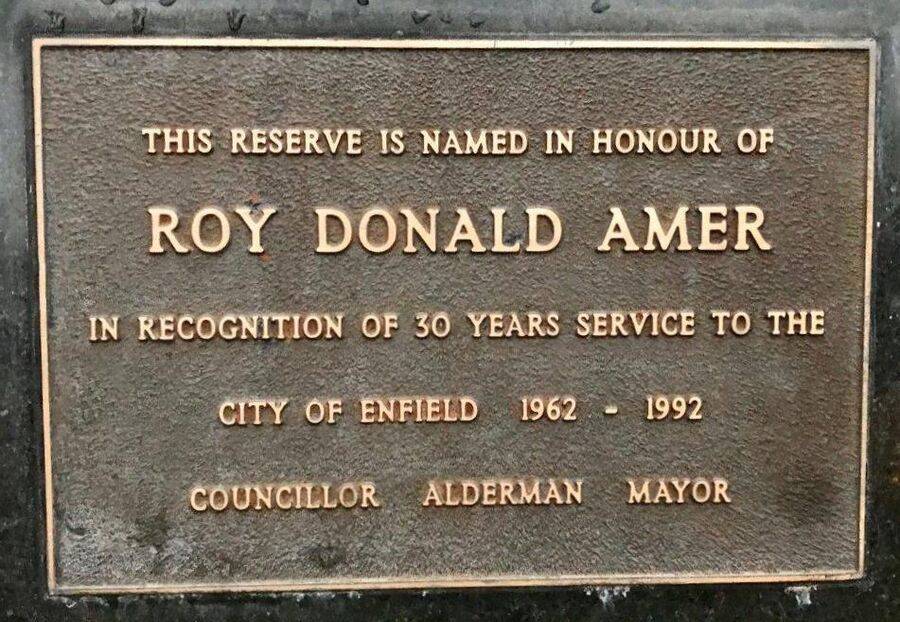 THIS RESERVE IS NAMED IN HONOUR OF
ROY DONALD AMER
IN RECOGNITION OF 30 YEARS SERVICE TO THE
CITY OF ENFIELD 1962 - 1992
COUNCILLOR ALDERMAN MAYOR